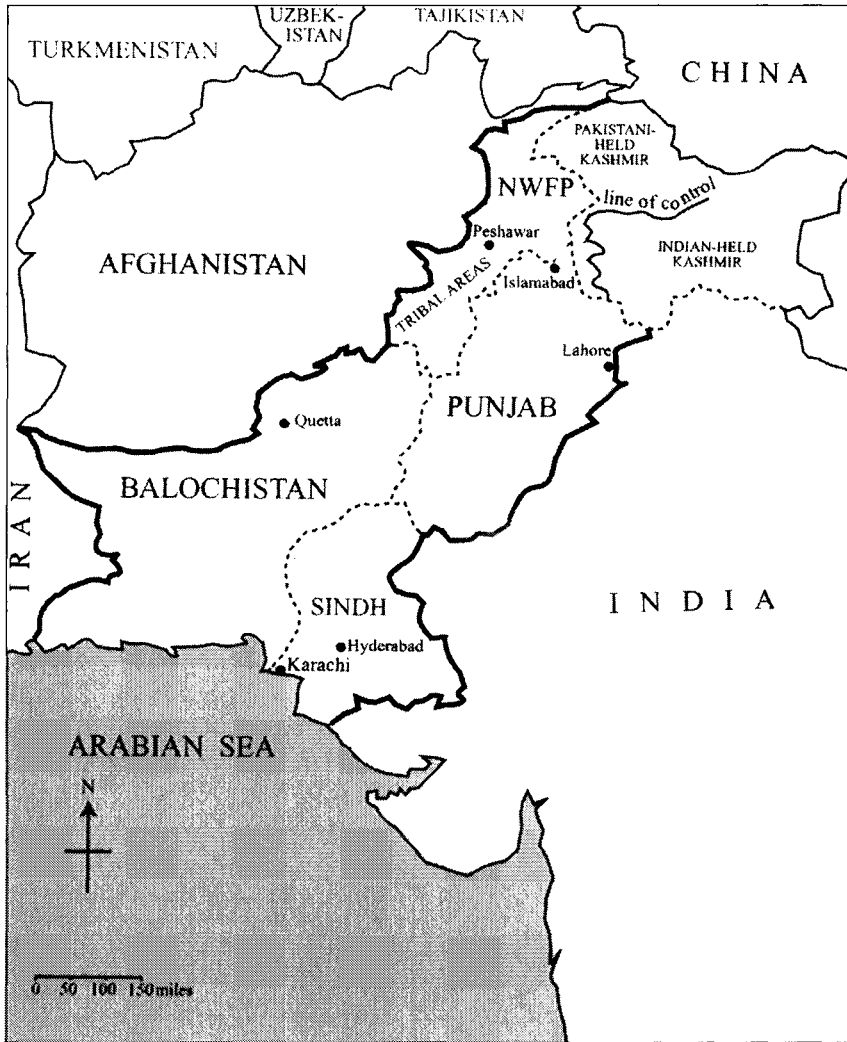 UZBEK-
ISTAN
TAJIKISTAN
TURKMENISTAN
CHINA
PAKISTANI-
HELD
KASHMIR
NWFP
line of control
Peshawar
INDIAN-HELD
KASHMIR
AFGHANISTAN
Islamabad
TRIBAL AREAS
Lahore
PUNJAB
Quetta
BALOCHISTAN
IRAN
SINDH
INDIA
Hyderabad
Karachi
ARABIAN SEA
N
0 50 100 150 miles